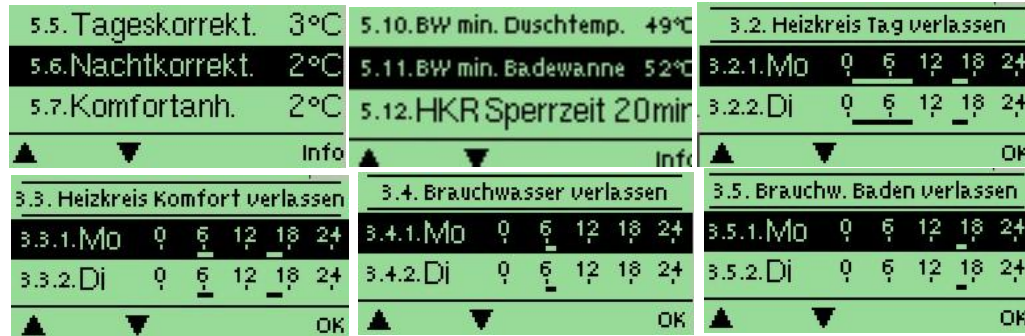 5.5. Tageskorrekt. 3°C
5.6. Nachtkorrekt. 2°C
5.7. Komfortanh. 2°C
Info
5.10. BW min. Duschtemp. 49°C
5.11. BW min. Badewanne 52°C
5.12. HKR Sperrzeit 20min
Info
3.2. Heizkreis Tag verlassen
3.2.1. Mo 0 6 12 18 24
3.2.2. Di 0 6 12 18 24
OK
3.3. Heizkreis Komfort verlassen
3.3.1. Mo 0 6 12 18 24
3.3.2. Di 0 6 12 18 24
OK
3.4. Brauchwasser verlassen
3.4.1. Mo 0 6 12 18 24
3.4.2. Di 0 6 12 18 24
OK
3.5. Brauchw. Baden verlassen
3.5.1. Mo 0 6 12 18 24
3.5.2. Di 0 6 12 18 24
OK